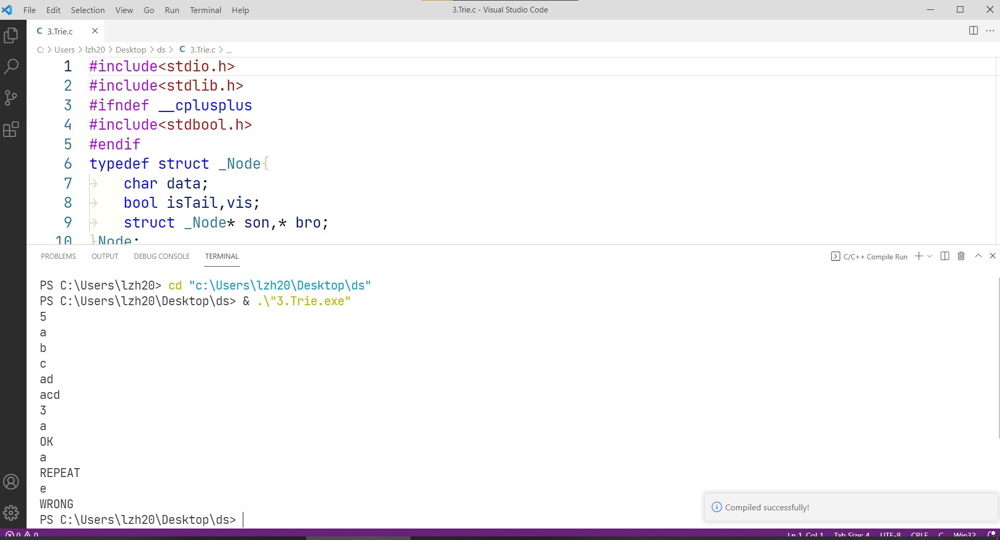 File Edit Selection View Go Run Terminal Help 3.Trie.c - Visual Studio Code
C 3.Trie.c
C: > Users > lzh20 > Desktop > ds > C 3.Trie.c > ...
1 #include<stdio.h>
2 #include<stdlib.h>
3 #ifndef __cplusplus
4 #include<stdbool.h>
5 #endif
6 typedef struct _Node{
7 char data;
8 bool isTail,vis;
9 struct _Node* son,* bro;
10 }Node;
PROBLEMS OUTPUT DEBUG CONSOLE TERMINAL C/C++ Compile Run
PS C:\Users\lzh20> cd "c:\Users\lzh20\Desktop\ds"
PS C:\Users\lzh20\Desktop\ds> & .\"3.Trie.exe"
5
a
b
c
ad
acd
3
a
OK
a
REPEAT
e
WRONG
PS C:\Users\lzh20\Desktop\ds>
Compiled successfully!
0 0 Ln 1, Col 1 Tab Size: 4 UTF-8 CRLF C Win32